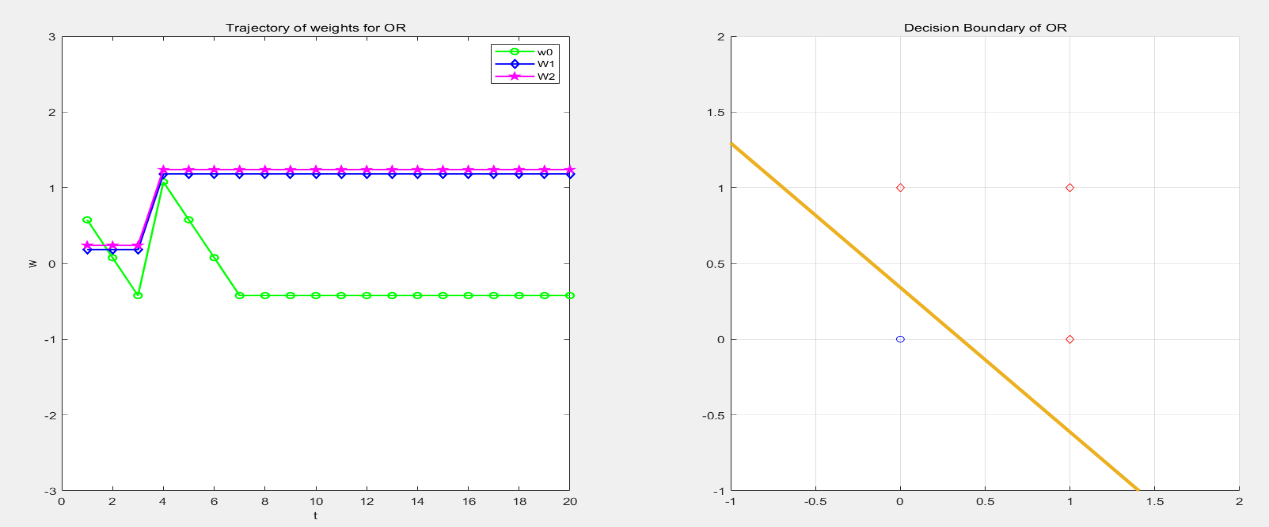 Trajectory of weights for OR
3
2
1
0
-1
-2
-3
w
w0
W1
W2
0 2 4 6 8 10 12 14 16 18 20
t
Decision Boundary of OR
2
1.5
1
0.5
0
-0.5
-1
-1 -0.5 0 0.5 1 1.5 2